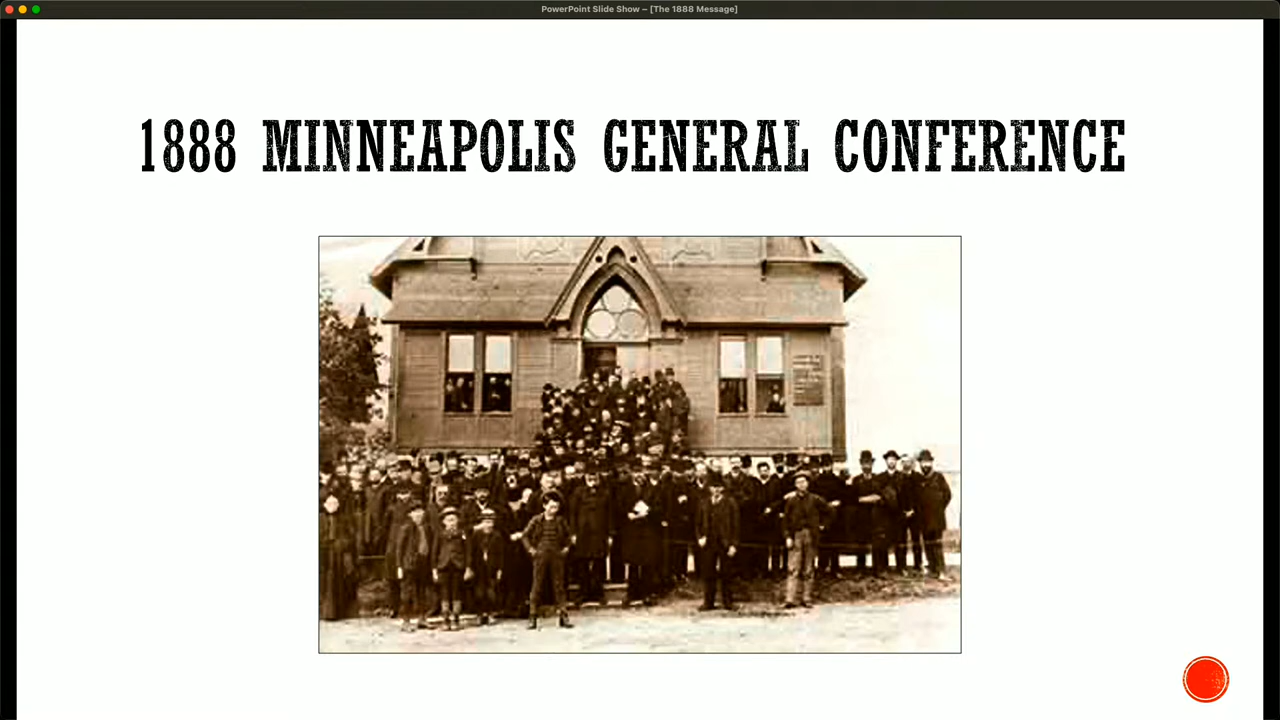 PowerPoint Slide Show – [The 1888 Message]
1888 MINNEAPOLIS GENERAL CONFERENCE